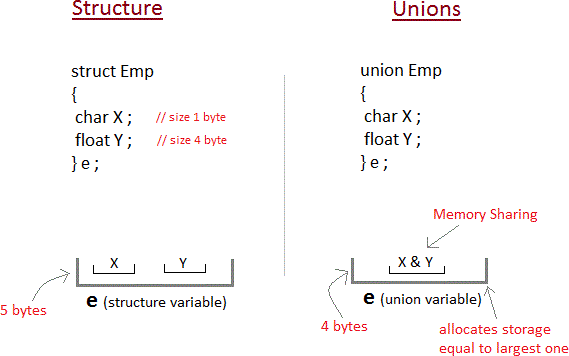 Structure
struct Emp
{
char X ; // size 1 byte
float Y ; // size 4 byte
} e ;
X Y
5 bytes
e (structure variable)
Unions
union Emp
{
char X ;
float Y ;
} e ;
Memory Sharing
X & Y
4 bytes
e (union variable)
allocates storage
equal to largest one